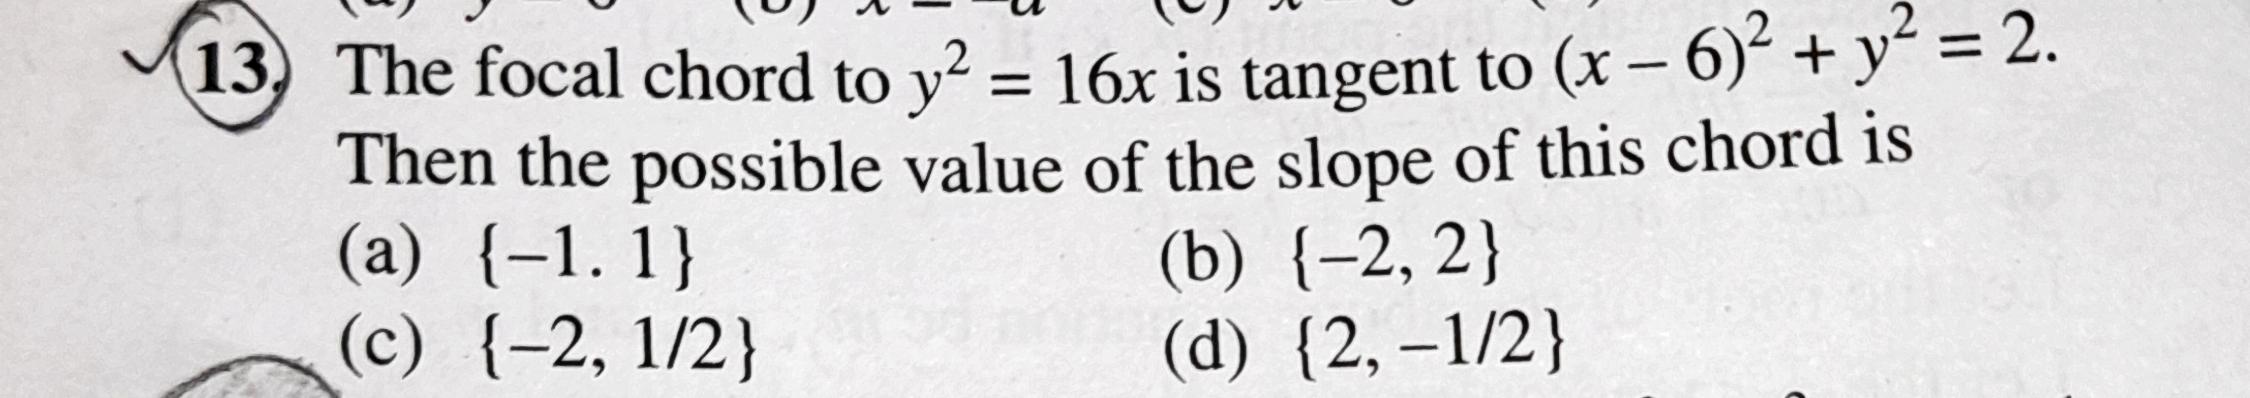 13. The focal chord to y² = 16x is tangent to (x – 6)² + y² = 2.
Then the possible value of the slope of this chord is
(a) {–1. 1} (b) {–2, 2}
(c) {–2, 1/2} (d) {2, –1/2}